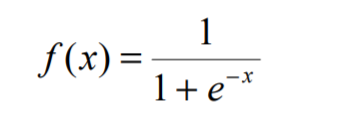 f(x) = 1 / (1 + e^{-x})